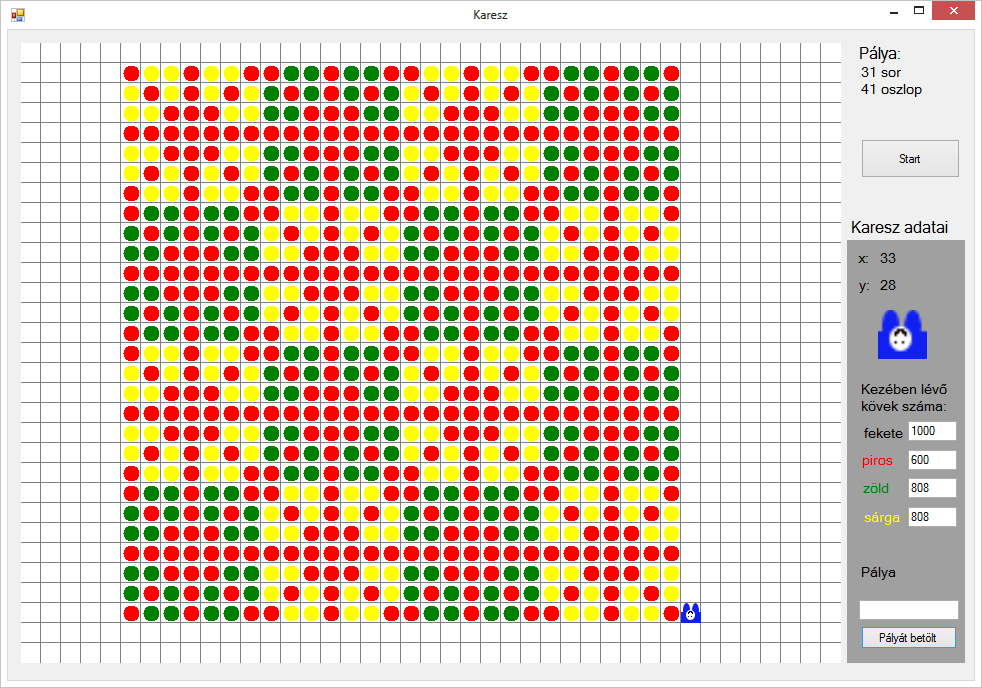 Karesz
Pálya:
31 sor
41 oszlop
Start
Karesz adatai
x: 33
y: 28
Kezében lévő
kövek száma:
fekete 1000
piros 600
zöld 808
sárga 808
Pálya
Pályát betölt